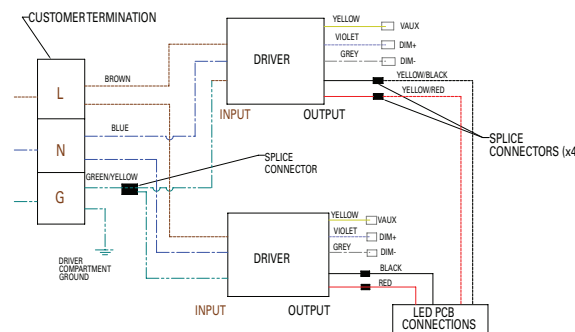 CUSTOMER TERMINATION
L
N
G
BROWN
BLUE
GREEN/YELLOW
SPLICE
CONNECTOR
DRIVER
COMPARTMENT
GROUND
DRIVER
INPUT
OUTPUT
YELLOW
VAUX
VIOLET
DIM+
GREY
DIM-
YELLOW/BLACK
YELLOW/RED
SPLICE
CONNECTORS (x4
DRIVER
INPUT
OUTPUT
YELLOW
VAUX
VIOLET
DIM+
GREY
DIM-
BLACK
RED
LED PCB
CONNECTIONS